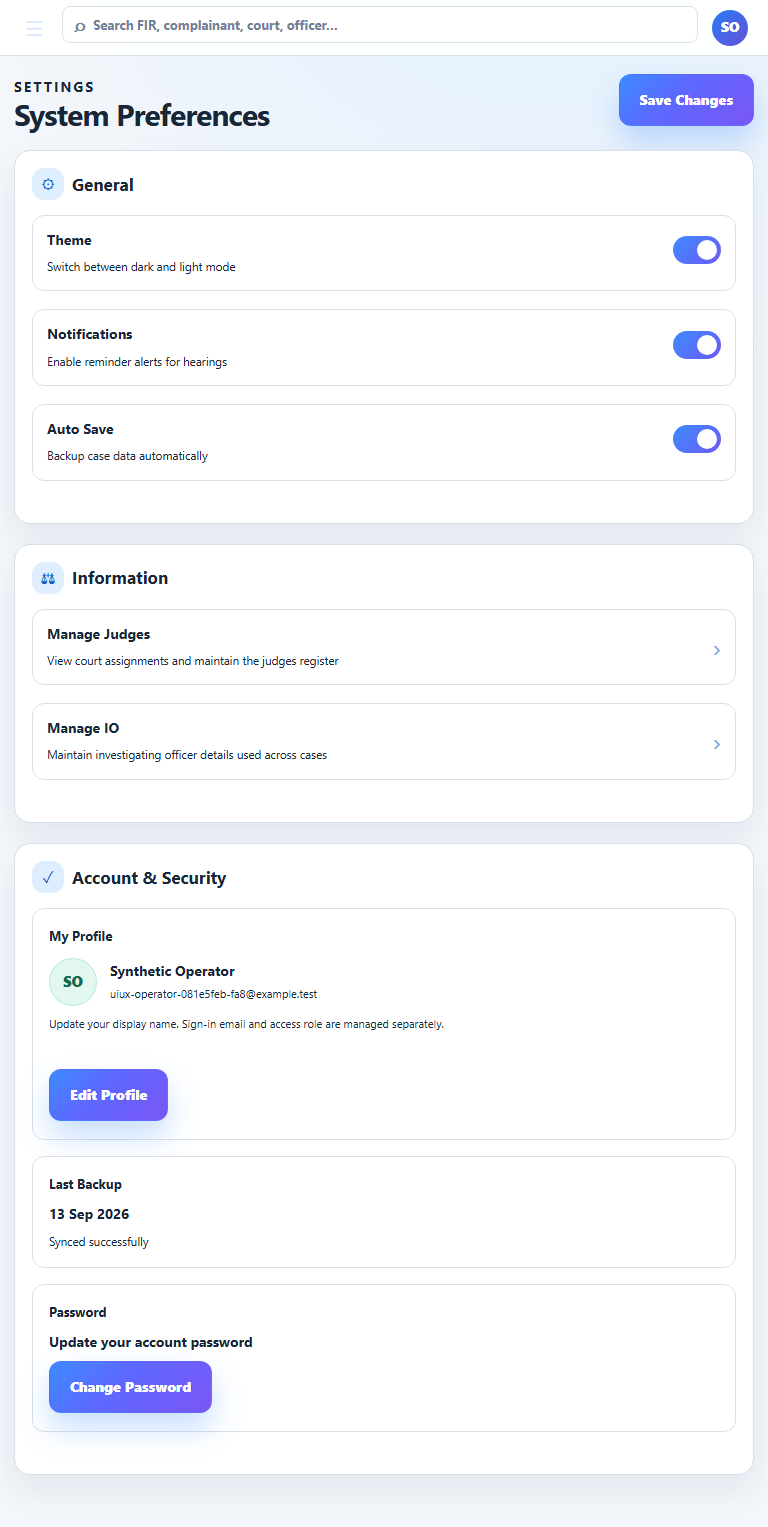 Search FIR, complainant, court, officer...
SO
SETTINGS
System Preferences
Save Changes
General
Theme
Switch between dark and light mode
Notifications
Enable reminder alerts for hearings
Auto Save
Backup case data automatically
Information
Manage Judges
View court assignments and maintain the judges register
Manage IO
Maintain investigating officer details used across cases
Account & Security
My Profile
SO
Synthetic Operator
uiux-operator-081e5feb-fa8@example.test
Update your display name. Sign-in email and access role are managed separately.
Edit Profile
Last Backup
13 Sep 2026
Synced successfully
Password
Update your account password
Change Password